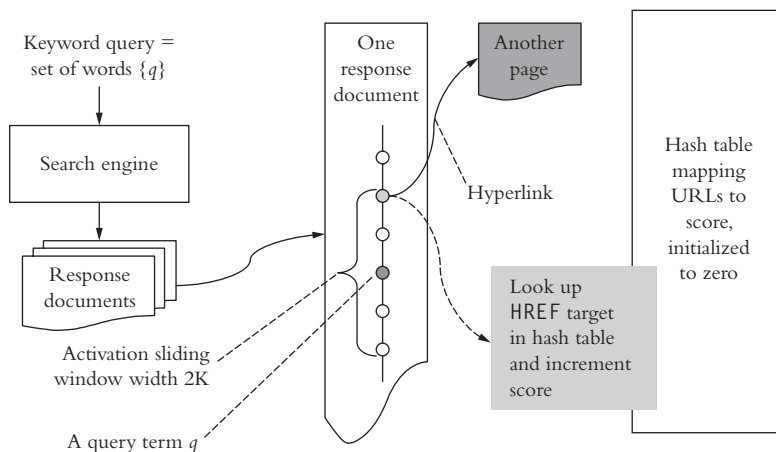 Keyword query =
set of words {q}
Search engine
Response
documents
Activation sliding
window width 2K
A query term q
One
response
document
Another
page
Hyperlink
Look up
HREF target
in hash table
and increment
score
Hash table
mapping
URLs to
score,
initialized
to zero